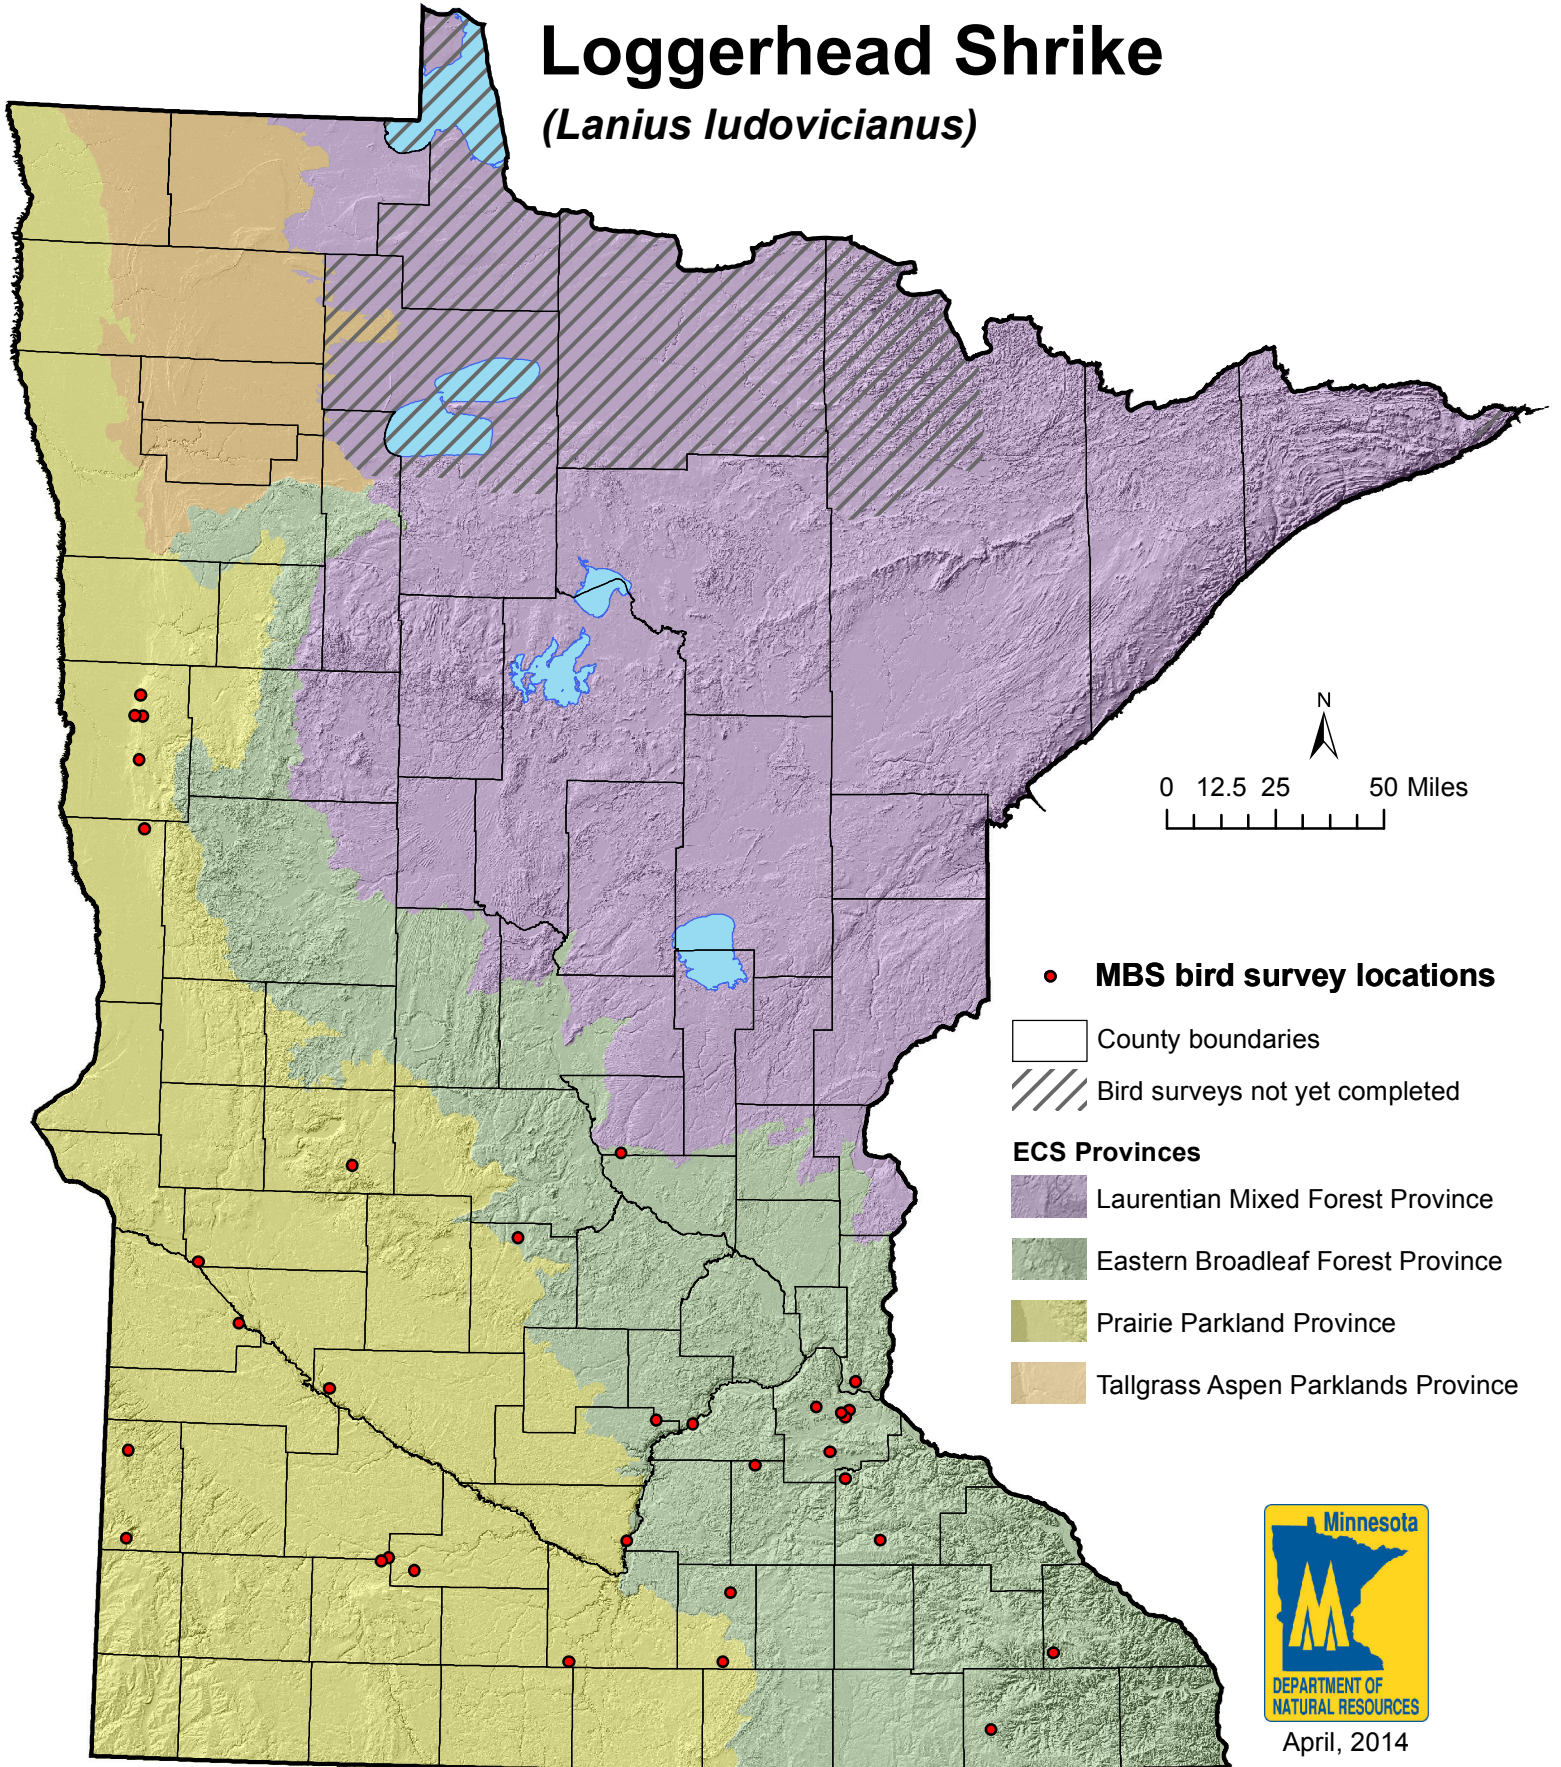 Loggerhead Shrike
(Lanius ludovicianus)
N
0 12.5 25 50 Miles
MBS bird survey locations
County boundaries
Bird surveys not yet completed
ECS Provinces
Laurentian Mixed Forest Province
Eastern Broadleaf Forest Province
Prairie Parkland Province
Tallgrass Aspen Parklands Province
Minnesota
DEPARTMENT OF
NATURAL RESOURCES
April, 2014